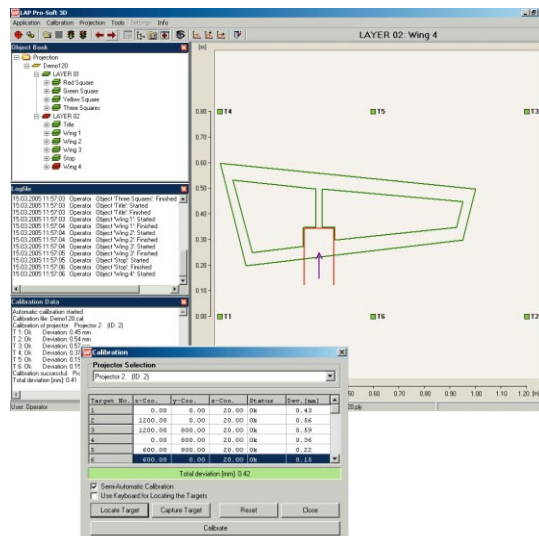 LAP Pro-Soft 3D
Application Calibration Projection Tools Settings Info
LAYER 02: Wing 4
Object Book
Projection
Demo120
LAYER 01
Red Square
Green Square
Yellow Square
Three Squares
LAYER 02
Title
Wing 1
Wing 2
Wing 3
Stop
Wing 4
Logfile
15.03.2005 11:57:03 Operator Object 'Three Squares': Finished
15.03.2005 11:57:03 Operator Object 'Title': Started
15.03.2005 11:57:03 Operator Object 'Title': Finished
15.03.2005 11:57:03 Operator Object 'Wing 1': Started
15.03.2005 11:57:04 Operator Object 'Wing 1': Finished
15.03.2005 11:57:04 Operator Object 'Wing 2': Started
15.03.2005 11:57:04 Operator Object 'Wing 2': Finished
15.03.2005 11:57:04 Operator Object 'Wing 3': Started
15.03.2005 11:57:05 Operator Object 'Wing 3': Finished
15.03.2005 11:57:05 Operator Object 'Stop': Started
15.03.2005 11:57:06 Operator Object 'Stop': Finished
15.03.2005 11:57:06 Operator Object 'Wing 4': Started
Calibration Data
Automatic calibration started
Calibration file: Demo120.cal
Calibration of projector: Projector 2 (ID: 2)
T 1: Ok Deviation: 0.45 mm
T 2: Ok Deviation: 0.54 mm
T 3: Ok Deviation: 0.57
T 4: Ok Deviation: 0.37
T 5: Ok Deviation: 0.19
T 6: Ok Deviation: 0.15
Calibration successful
Total deviation [mm]: 0.41
User: Operator
[m]
0.80
T4
T5
T3
0.70
0.60
0.50
0.40
0.30
0.20
0.10
0.00
T1
T6
T2
0.60 0.70 0.80 0.90 1.00 1.10 1.20 [m]
Calibration
Projector Selection
Projector 2 (ID: 2)
Target No. x-Coo. y-Coo. z-Coo. Status Dev. [mm]
1 0.00 0.00 20.00 Ok 0.43
2 1200.00 0.00 20.00 Ok 0.56
3 1200.00 800.00 20.00 Ok 0.59
4 0.00 800.00 20.00 Ok 0.36
5 600.00 800.00 20.00 Ok 0.22
6 600.00 0.00 20.00 Ok 0.15
Total deviation [mm]: 0.42
Semi-Automatic Calibration
Use Keyboard for Locating the Targets
Locate Target Capture Target Reset Close
Calibrate